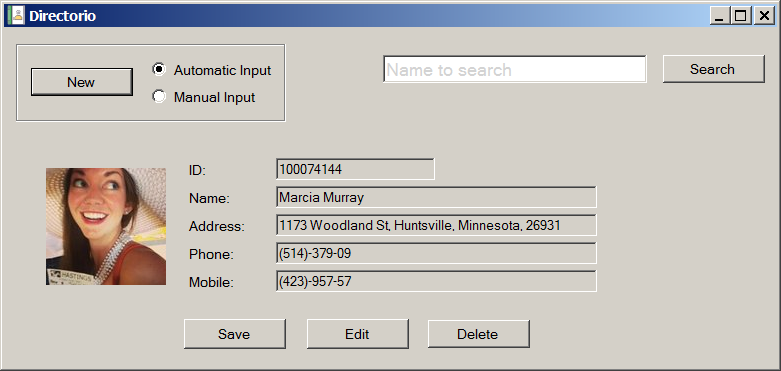 Directorio
New
Automatic Input
Manual Input
Name to search
Search
HASTINGS
ID:
100074144
Name:
Marcia Murray
Address:
1173 Woodland St, Huntsville, Minnesota, 26931
Phone:
(514)-379-09
Mobile:
(423)-957-57
Save
Edit
Delete